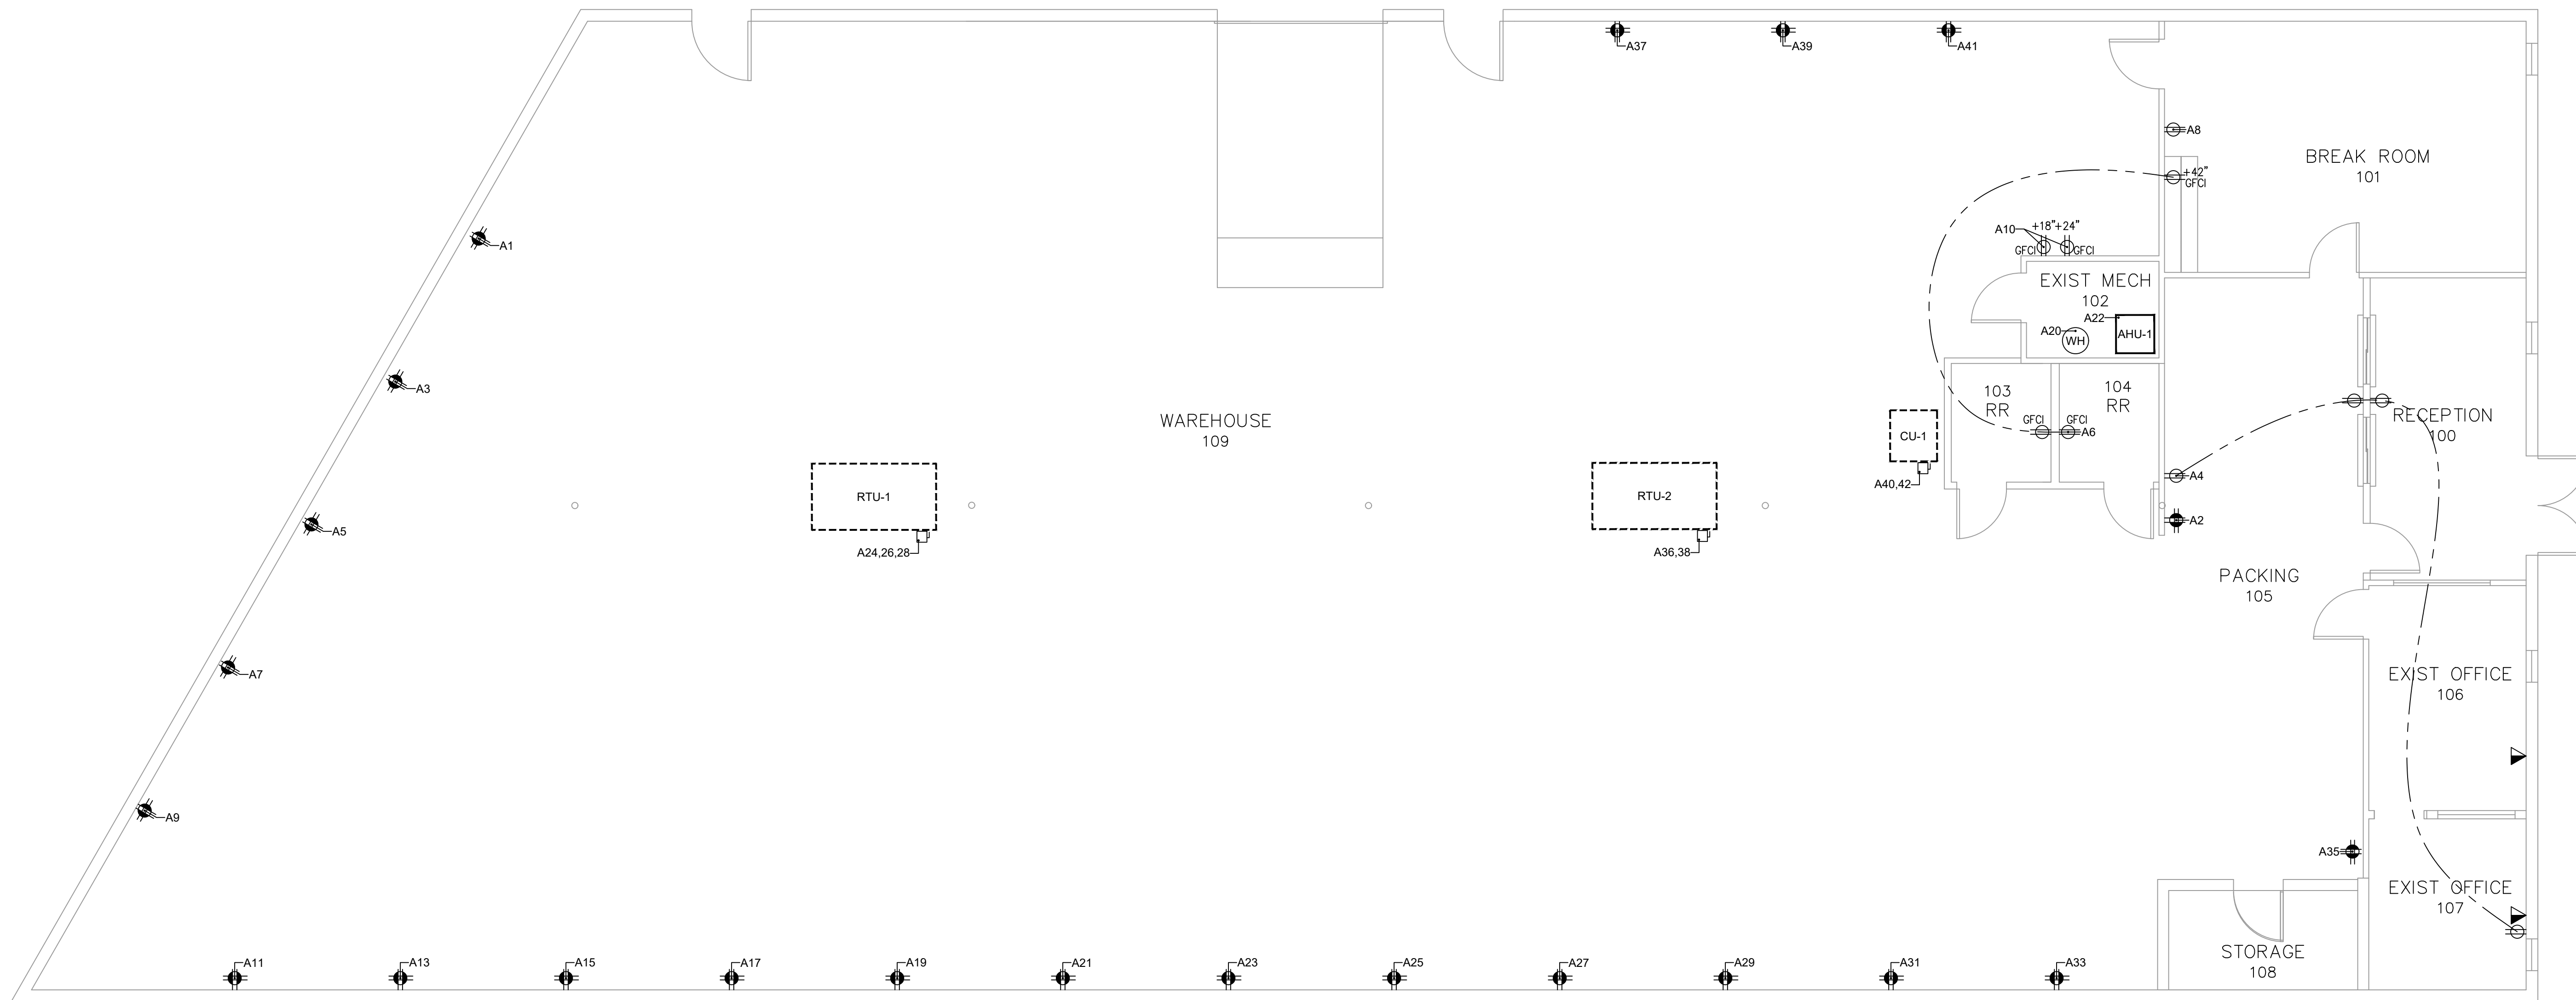 A37
A39
A41
A8
BREAK ROOM
101
+42"
GFCI
A1
A10
+18"
+24"
GFCI
GFCI
EXIST MECH
102
A22
A20
WH
AHU-1
A3
WAREHOUSE
109
103
RR
104
RR
GFCI
GFCI
A6
RECEPTION
100
CU-1
A40,42
A4
A2
RTU-1
A24,26,28
RTU-2
A36,38
A5
PACKING
105
A7
EXIST OFFICE
106
A9
A35
EXIST OFFICE
107
STORAGE
108
A11
A13
A15
A17
A19
A21
A23
A25
A27
A29
A31
A33